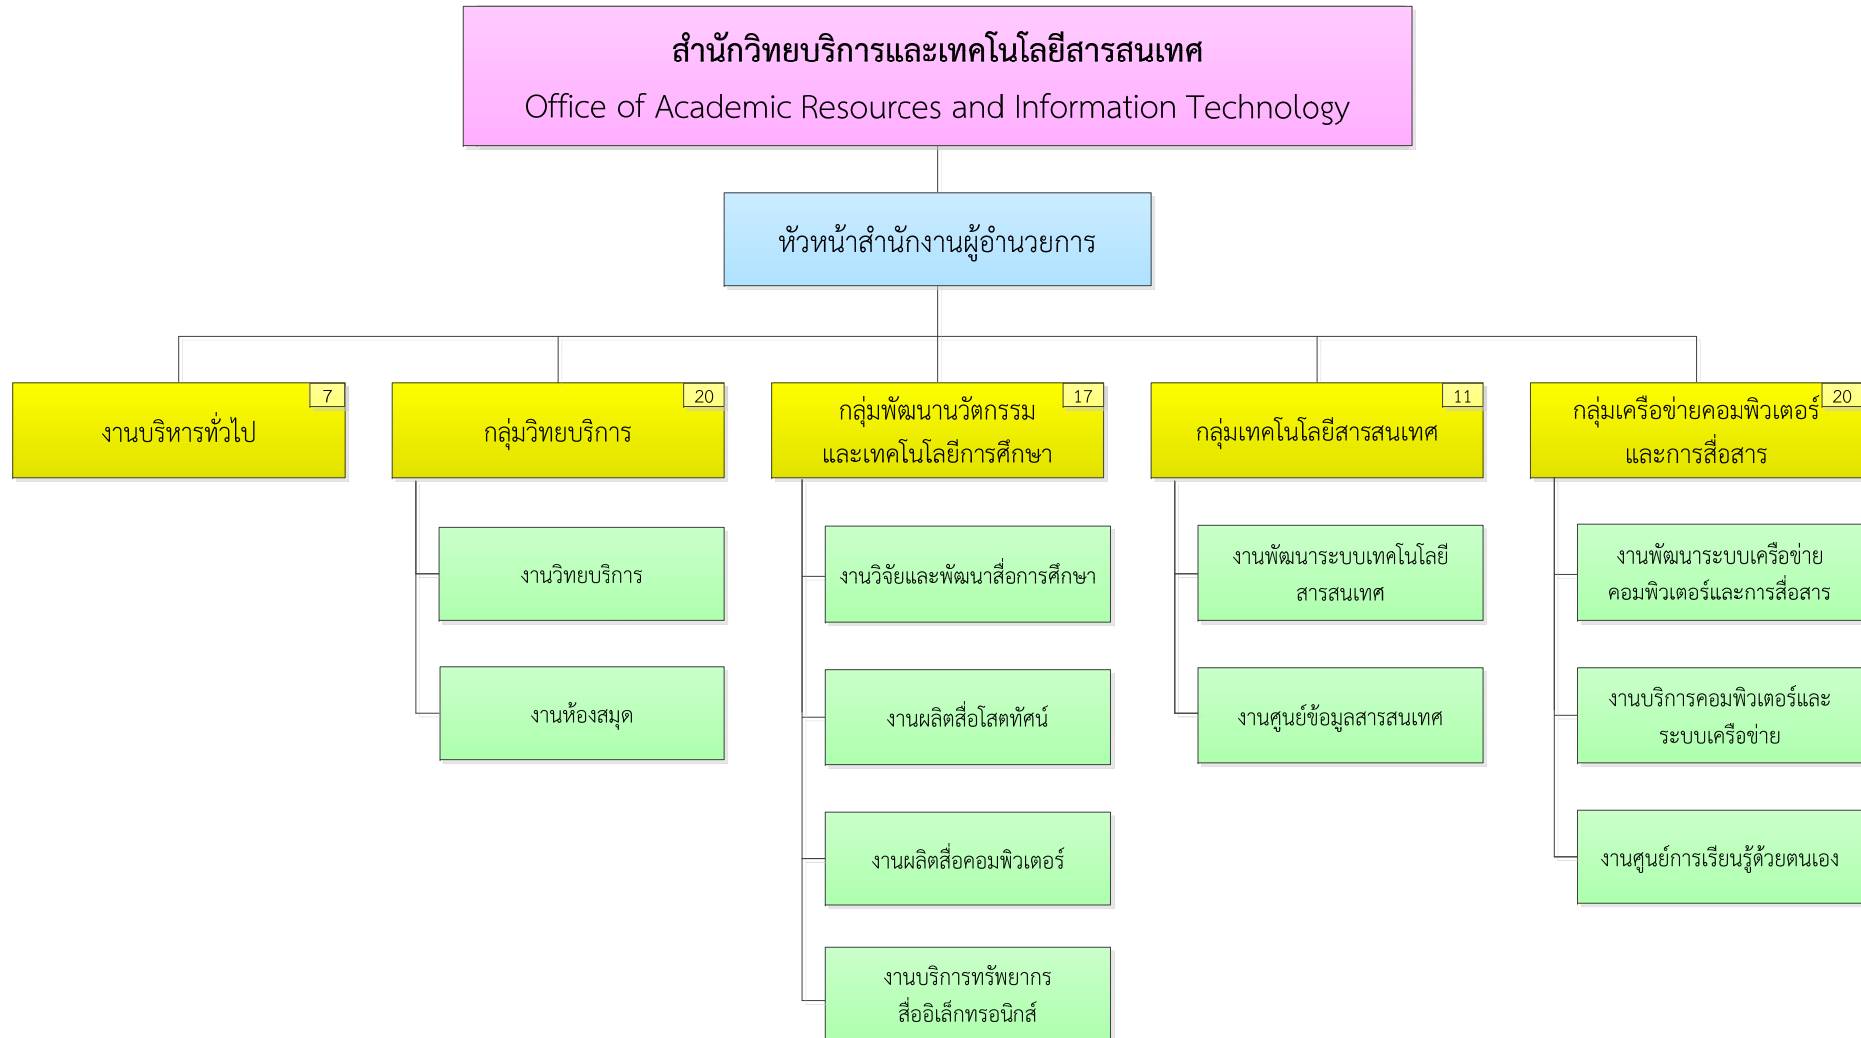 สำนักวิทยบริการและเทคโนโลยีสารสนเทศ
Office of Academic Resources and Information Technology
หัวหน้าสำนักงานผู้อำนวยการ
7
งานบริหารทั่วไป
20
กลุ่มวิทยบริการ
17
กลุ่มพัฒนานวัตกรรม
และเทคโนโลยีการศึกษา
11
กลุ่มเทคโนโลยีสารสนเทศ
20
กลุ่มเครือข่ายคอมพิวเตอร์
และการสื่อสาร
งานวิทยบริการ
งานห้องสมุด
งานวิจัยและพัฒนาสื่อการศึกษา
งานผลิตสื่อโสตทัศน์
งานผลิตสื่อคอมพิวเตอร์
งานบริการทรัพยากร
สื่ออิเล็กทรอนิกส์
งานพัฒนาระบบเทคโนโลยี
สารสนเทศ
งานศูนย์ข้อมูลสารสนเทศ
งานพัฒนาระบบเครือข่าย
คอมพิวเตอร์และการสื่อสาร
งานบริการคอมพิวเตอร์และ
ระบบเครือข่าย
งานศูนย์การเรียนรู้ด้วยตนเอง